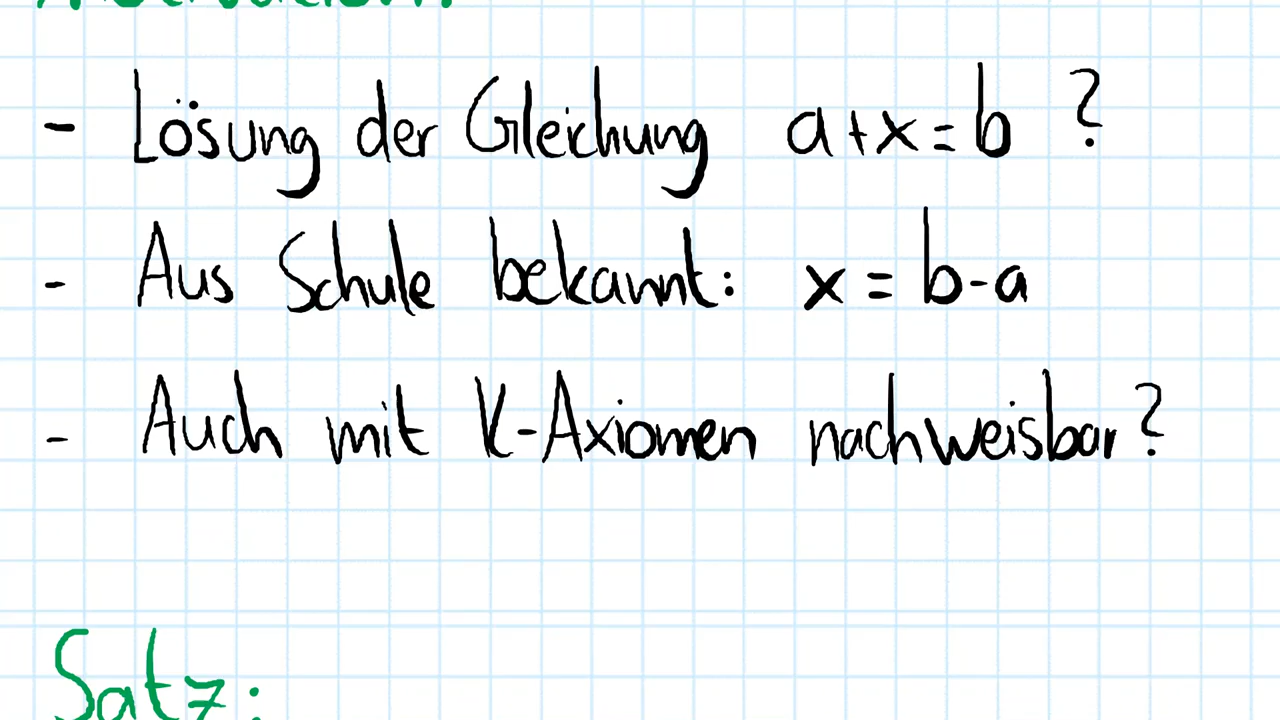 - Lösung der Gleichung a+x=b ?
- Aus Schule bekannt: x = b-a
- Auch mit K-Axiomen nachweisbar?
Satz: